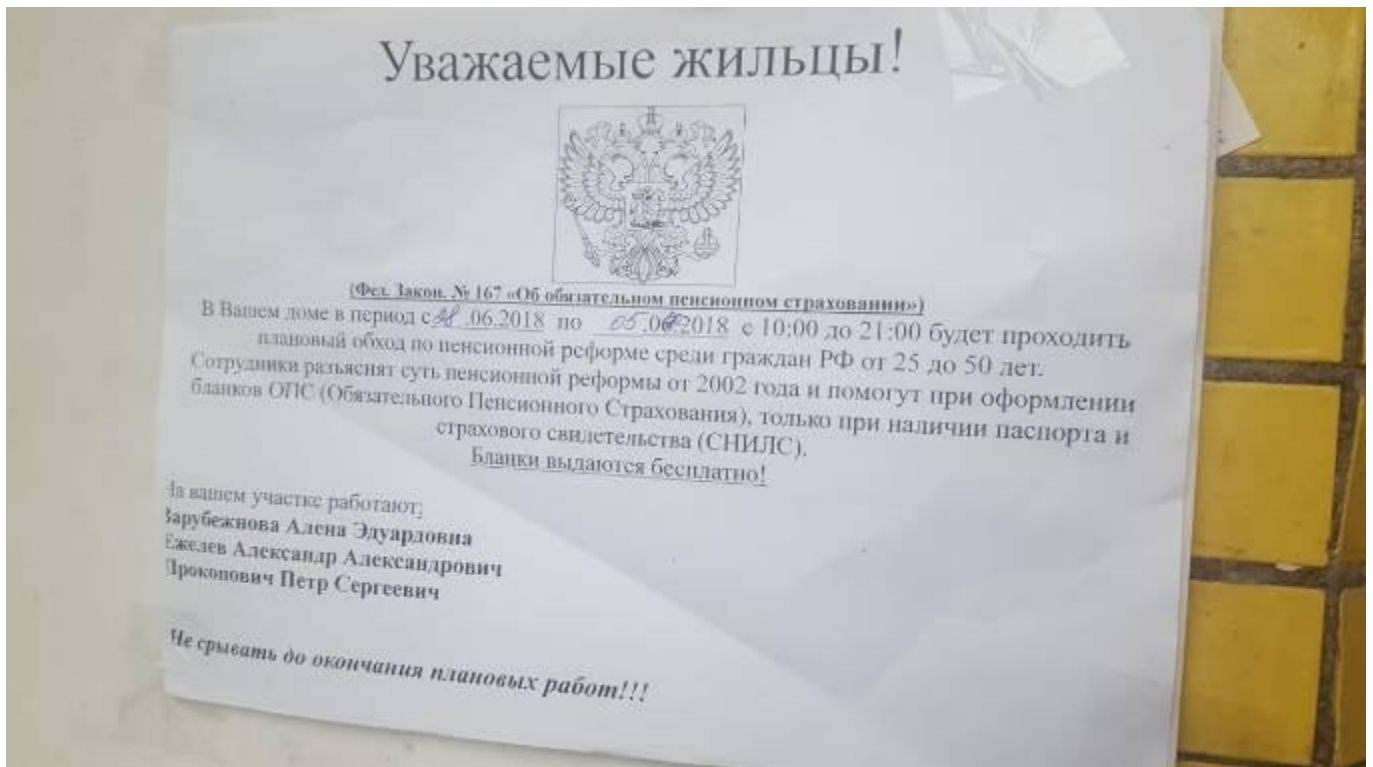 Уважаемые жильцы!
(Фед. Закон. № 167 «Об обязательном пенсионном страховании»)
В Вашем доме в период с 28 .06.2018 по 05.07.2018 с 10:00 до 21:00 будет проходить
плановый обход по пенсионной реформе среди граждан РФ от 25 до 50 лет.
Сотрудники разъяснят суть пенсионной реформы от 2002 года и помогут при оформлении
бланков ОПС (Обязательного Пенсионного Страхования), только при наличии паспорта и
страхового свидетельства (СНИЛС).
Бланки выдаются бесплатно!
На вашем участке работают:
Зарубежнова Алена Эдуардовна
Ежелев Александр Александрович
Прокопович Петр Сергеевич
Не срывать до окончания плановых работ!!!